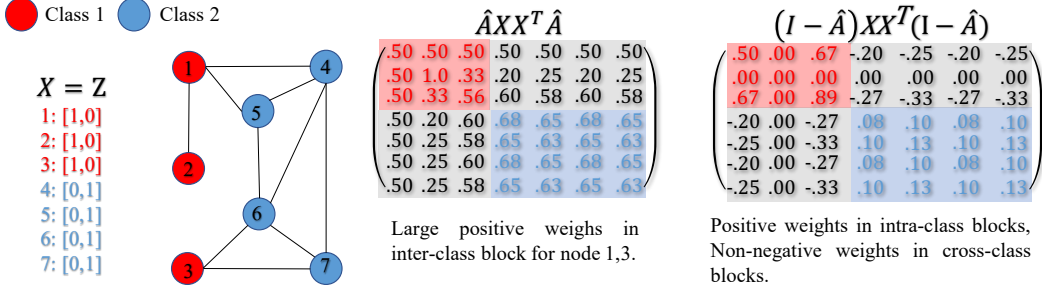 Class 1 Class 2
X = Z
1: [1,0]
2: [1,0]
3: [1,0]
4: [0,1]
5: [0,1]
6: [0,1]
7: [0,1]
1
4
5
2
6
3
7
ÂXXᵀÂ
.50 .50 .50 .50 .50 .50 .50
.50 1.0 .33 .20 .25 .20 .25
.50 .33 .56 .60 .58 .60 .58
.50 .20 .60 .68 .65 .68 .65
.50 .25 .58 .65 .63 .65 .63
.50 .25 .60 .68 .65 .68 .65
.50 .25 .58 .65 .63 .65 .63
Large positive weighs in
inter-class block for node 1,3.
(I − Â)XXᵀ(I − Â)
.50 .00 .67 -.20 -.25 -.20 -.25
.00 .00 .00 .00 .00 .00 .00
.67 .00 .89 -.27 -.33 -.27 -.33
-.20 .00 -.27 .08 .10 .08 .10
-.25 .00 -.33 .10 .13 .10 .13
-.20 .00 -.27 .08 .10 .08 .10
-.25 .00 -.33 .10 .13 .10 .13
Positive weights in intra-class blocks,
Non-negative weights in cross-class
blocks.